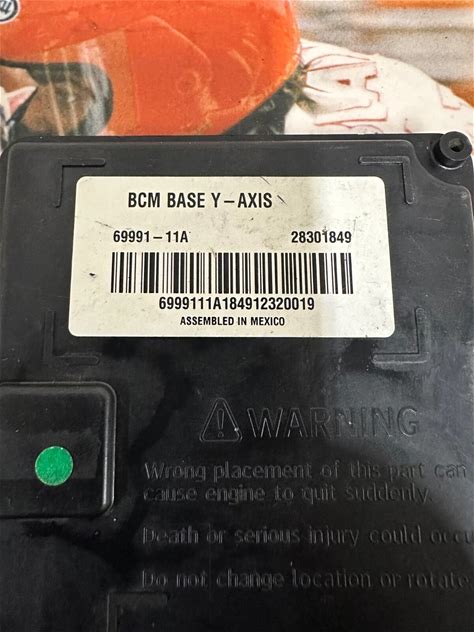 BCM BASE Y-AXIS
69991-11A 28301849
6999111A184912320019
ASSEMBLED IN MEXICO
WARNING
Wrong placement of this part can
cause engine to quit suddenly.
Death or serious injury could occu
Do not change location or rotate